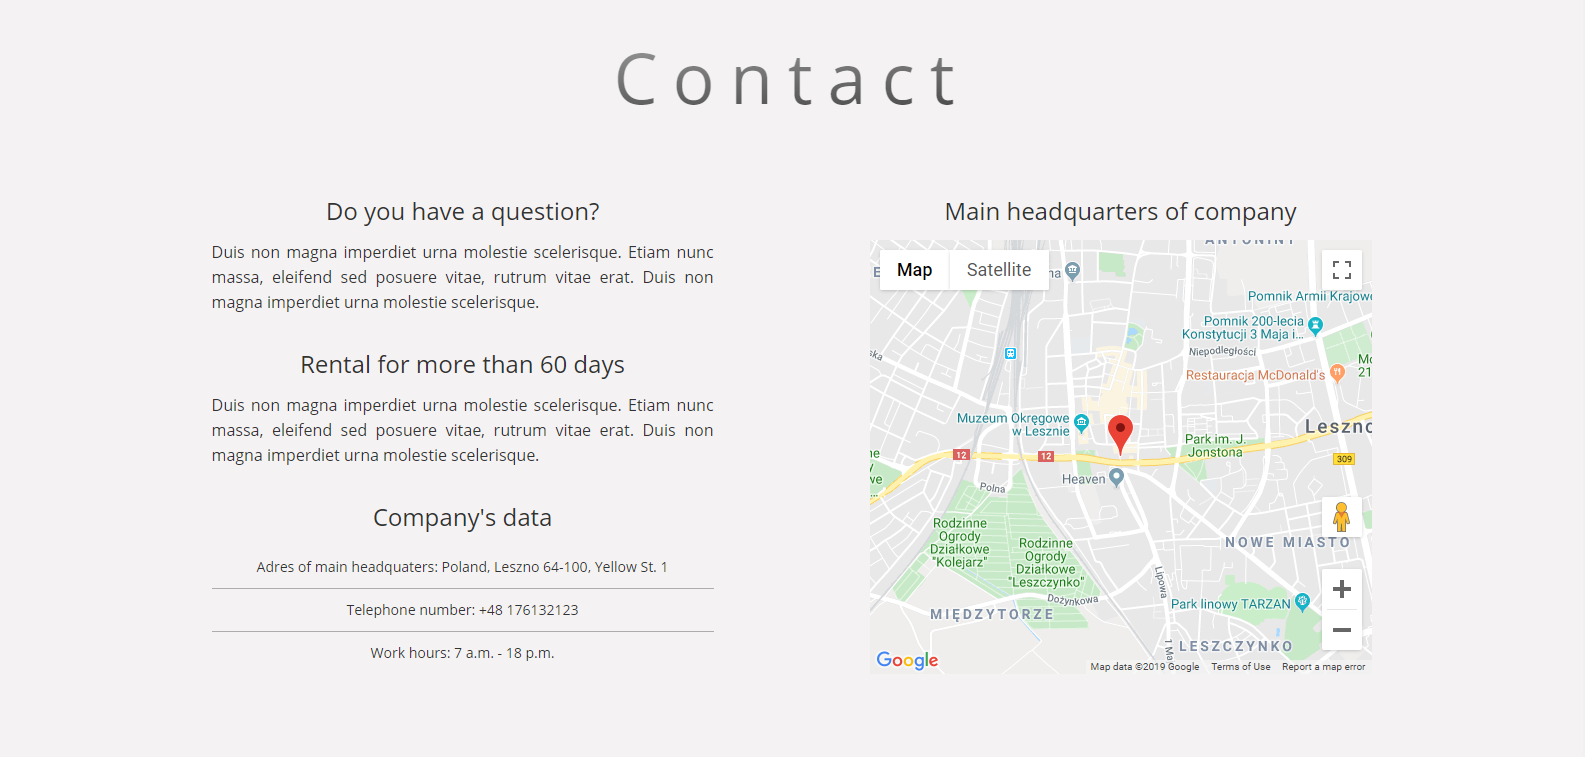 Contact
Do you have a question?
Duis non magna imperdiet urna molestie scelerisque. Etiam nunc
massa, eleifend sed posuere vitae, rutrum vitae erat. Duis non
magna imperdiet urna molestie scelerisque.
Rental for more than 60 days
Duis non magna imperdiet urna molestie scelerisque. Etiam nunc
massa, eleifend sed posuere vitae, rutrum vitae erat. Duis non
magna imperdiet urna molestie scelerisque.
Company's data
Adres of main headquaters: Poland, Leszno 64-100, Yellow St. 1
Telephone number: +48 176132123
Work hours: 7 a.m. - 18 p.m.
Main headquarters of company
Map
Satellite
Pomnik Armii Krajowe
Pomnik 200-lecia
Konstytucji 3 Maja i...
Niepodległości
Restauracja McDonald's
Muzeum Okręgowe
w Lesznie
Leszno
Park im. J.
Jonstona
12
12
309
Heaven
Polna
Rodzinne
Ogrody
Działkowe
"Kolejarz"
Rodzinne
Ogrody
Działkowe
"Leszczynko"
NOWE MIASTO
Lipowa
Dożynkowa
Park linowy TARZAN
MIĘDZYTORZE
LESZCZYNKO
Google
Map data ©2019 Google
Terms of Use
Report a map error